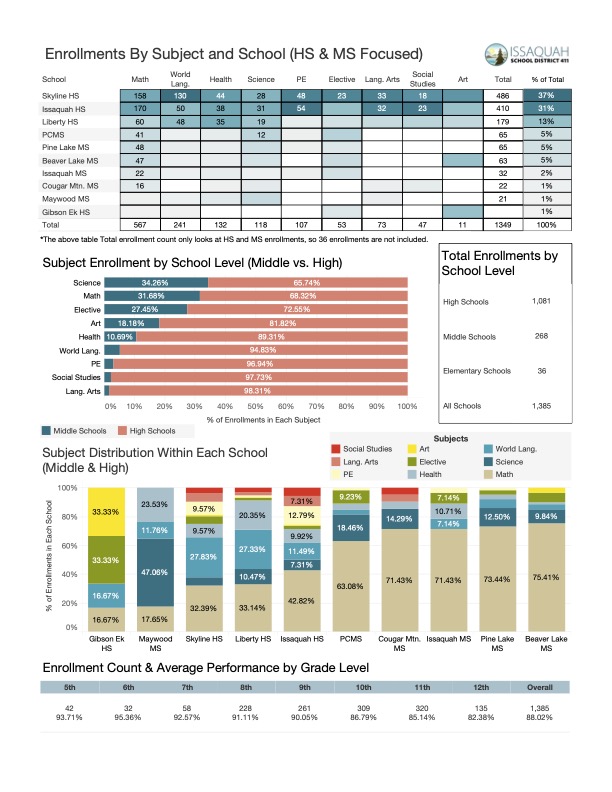 Enrollments By Subject and School (HS & MS Focused)
ISSAQUAH
SCHOOL DISTRICT 411
School Math World Lang. Health Science PE Elective Lang. Arts Social Studies Art Total % of Total
Skyline HS 158 130 44 28 48 23 33 18 486 37%
Issaquah HS 170 50 38 31 54 32 23 410 31%
Liberty HS 60 48 35 19 179 13%
PCMS 41 12 65 5%
Pine Lake MS 48 65 5%
Beaver Lake MS 47 63 5%
Issaquah MS 22 32 2%
Cougar Mtn. MS 16 22 1%
Maywood MS 21 1%
Gibson Ek HS 1%
Total 567 241 132 118 107 53 73 47 11 1349 100%
*The above table Total enrollment count only looks at HS and MS enrollments, so 36 enrollments are not included.
Subject Enrollment by School Level (Middle vs. High)
Science 34.26% 65.74%
Math 31.68% 68.32%
Elective 27.45% 72.55%
Art 18.18% 81.82%
Health 10.69% 89.31%
World Lang. 94.83%
PE 96.94%
Social Studies 97.73%
Lang. Arts 98.31%
0% 10% 20% 30% 40% 50% 60% 70% 80% 90% 100%
% of Enrollments in Each Subject
Middle Schools High Schools
Total Enrollments by
School Level
High Schools 1,081
Middle Schools 268
Elementary Schools 36
All Schools 1,385
Subject Distribution Within Each School
(Middle & High)
Subjects
Social Studies Art World Lang.
Lang. Arts Elective Science
PE Health Math
% of Enrollments in Each School
100%
80%
60%
40%
20%
0%
33.33%
33.33%
16.67%
16.67%
23.53%
11.76%
47.06%
17.65%
9.57%
9.57%
27.83%
32.39%
20.35%
27.33%
10.47%
33.14%
7.31%
12.79%
9.92%
11.49%
7.31%
42.82%
9.23%
18.46%
63.08%
14.29%
71.43%
7.14%
10.71%
7.14%
71.43%
12.50%
73.44%
9.84%
75.41%
Gibson Ek HS
Maywood MS
Skyline HS
Liberty HS
Issaquah HS
PCMS
Cougar Mtn. MS
Issaquah MS
Pine Lake MS
Beaver Lake MS
Enrollment Count & Average Performance by Grade Level
5th 6th 7th 8th 9th 10th 11th 12th Overall
42 32 58 228 261 309 320 135 1,385
93.71% 95.36% 92.57% 91.11% 90.05% 86.79% 85.14% 82.38% 88.02%